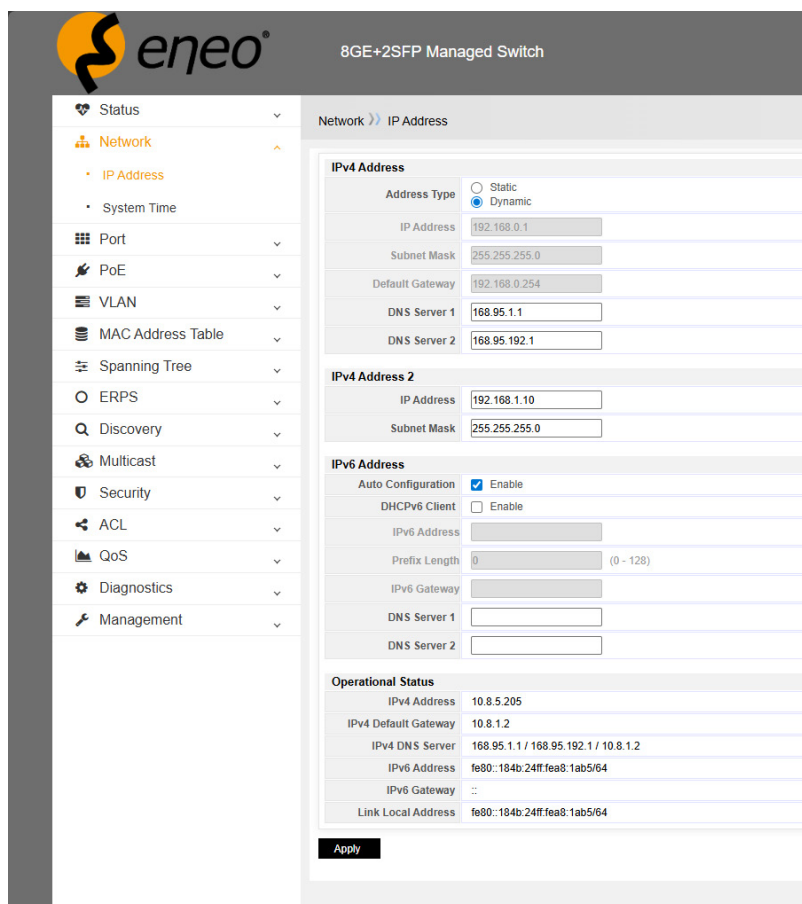 eneo®
8GE+2SFP Managed Switch
Status
Network
IP Address
System Time
Port
PoE
VLAN
MAC Address Table
Spanning Tree
ERPS
Discovery
Multicast
Security
ACL
QoS
Diagnostics
Management
Network 》 IP Address
IPv4 Address
Address Type Static
Dynamic
IP Address 192.168.0.1
Subnet Mask 255.255.255.0
Default Gateway 192.168.0.254
DNS Server 1 168.95.1.1
DNS Server 2 168.95.192.1
IPv4 Address 2
IP Address 192.168.1.10
Subnet Mask 255.255.255.0
IPv6 Address
Auto Configuration Enable
DHCPv6 Client Enable
IPv6 Address
Prefix Length 0 (0 - 128)
IPv6 Gateway
DNS Server 1
DNS Server 2
Operational Status
IPv4 Address 10.8.5.205
IPv4 Default Gateway 10.8.1.2
IPv4 DNS Server 168.95.1.1 / 168.95.192.1 / 10.8.1.2
IPv6 Address fe80::184b:24ff:fea8:1ab5/64
IPv6 Gateway ::
Link Local Address fe80::184b:24ff:fea8:1ab5/64
Apply